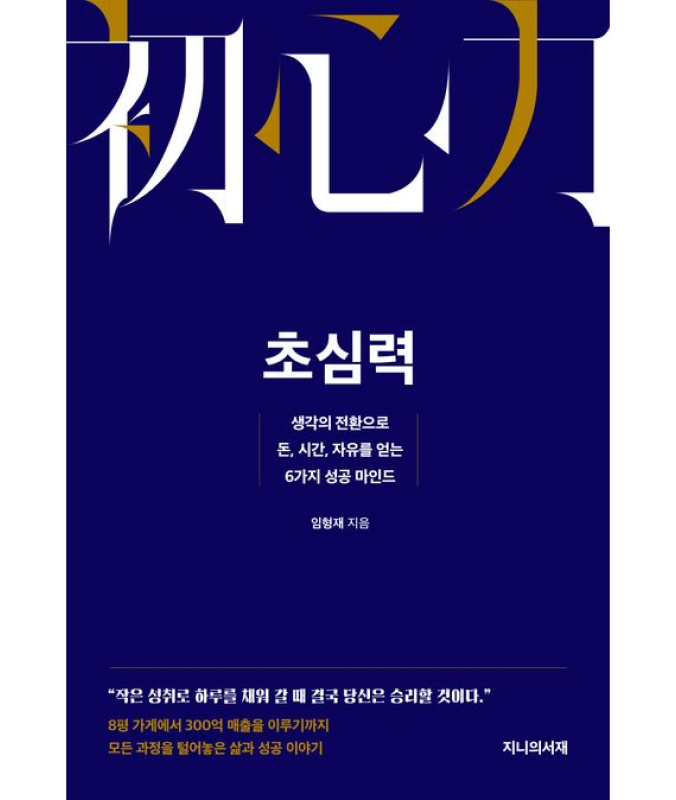 初心力
초심력
생각의 전환으로
돈, 시간, 자유를 얻는
6가지 성공 마인드
임형재 지음
“작은 성취로 하루를 채워 갈 때 결국 당신은 승리할 것이다.”
8평 가게에서 300억 매출을 이루기까지
모든 과정을 털어놓은 삶과 성공 이야기
지니의서재